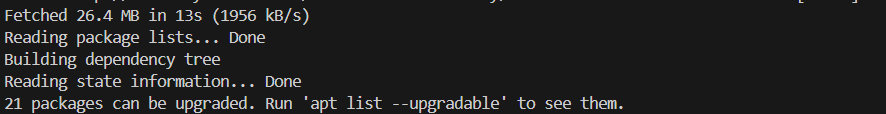 Fetched 26.4 MB in 13s (1956 kB/s)
Reading package lists... Done
Building dependency tree
Reading state information... Done
21 packages can be upgraded. Run 'apt list --upgradable' to see them.